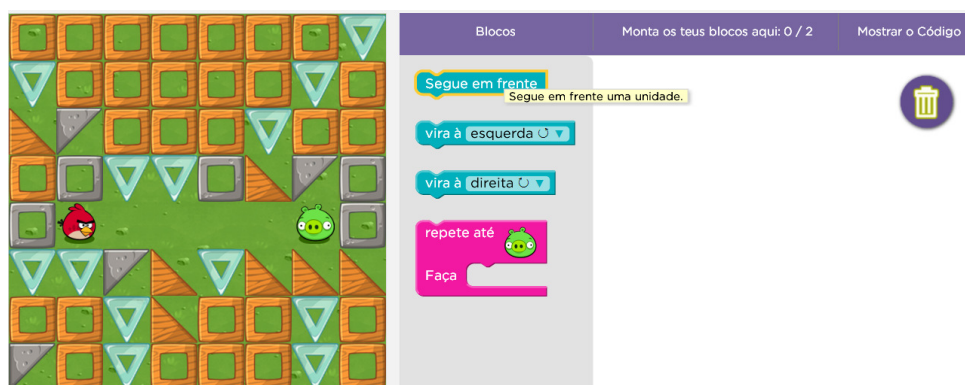 Blocos
Monta os teus blocos aqui: 0 / 2
Mostrar o Código
Segue em frente
Segue em frente uma unidade.
vira à esquerda ↺ ▼
vira à direita ↻ ▼
repete até
Faça